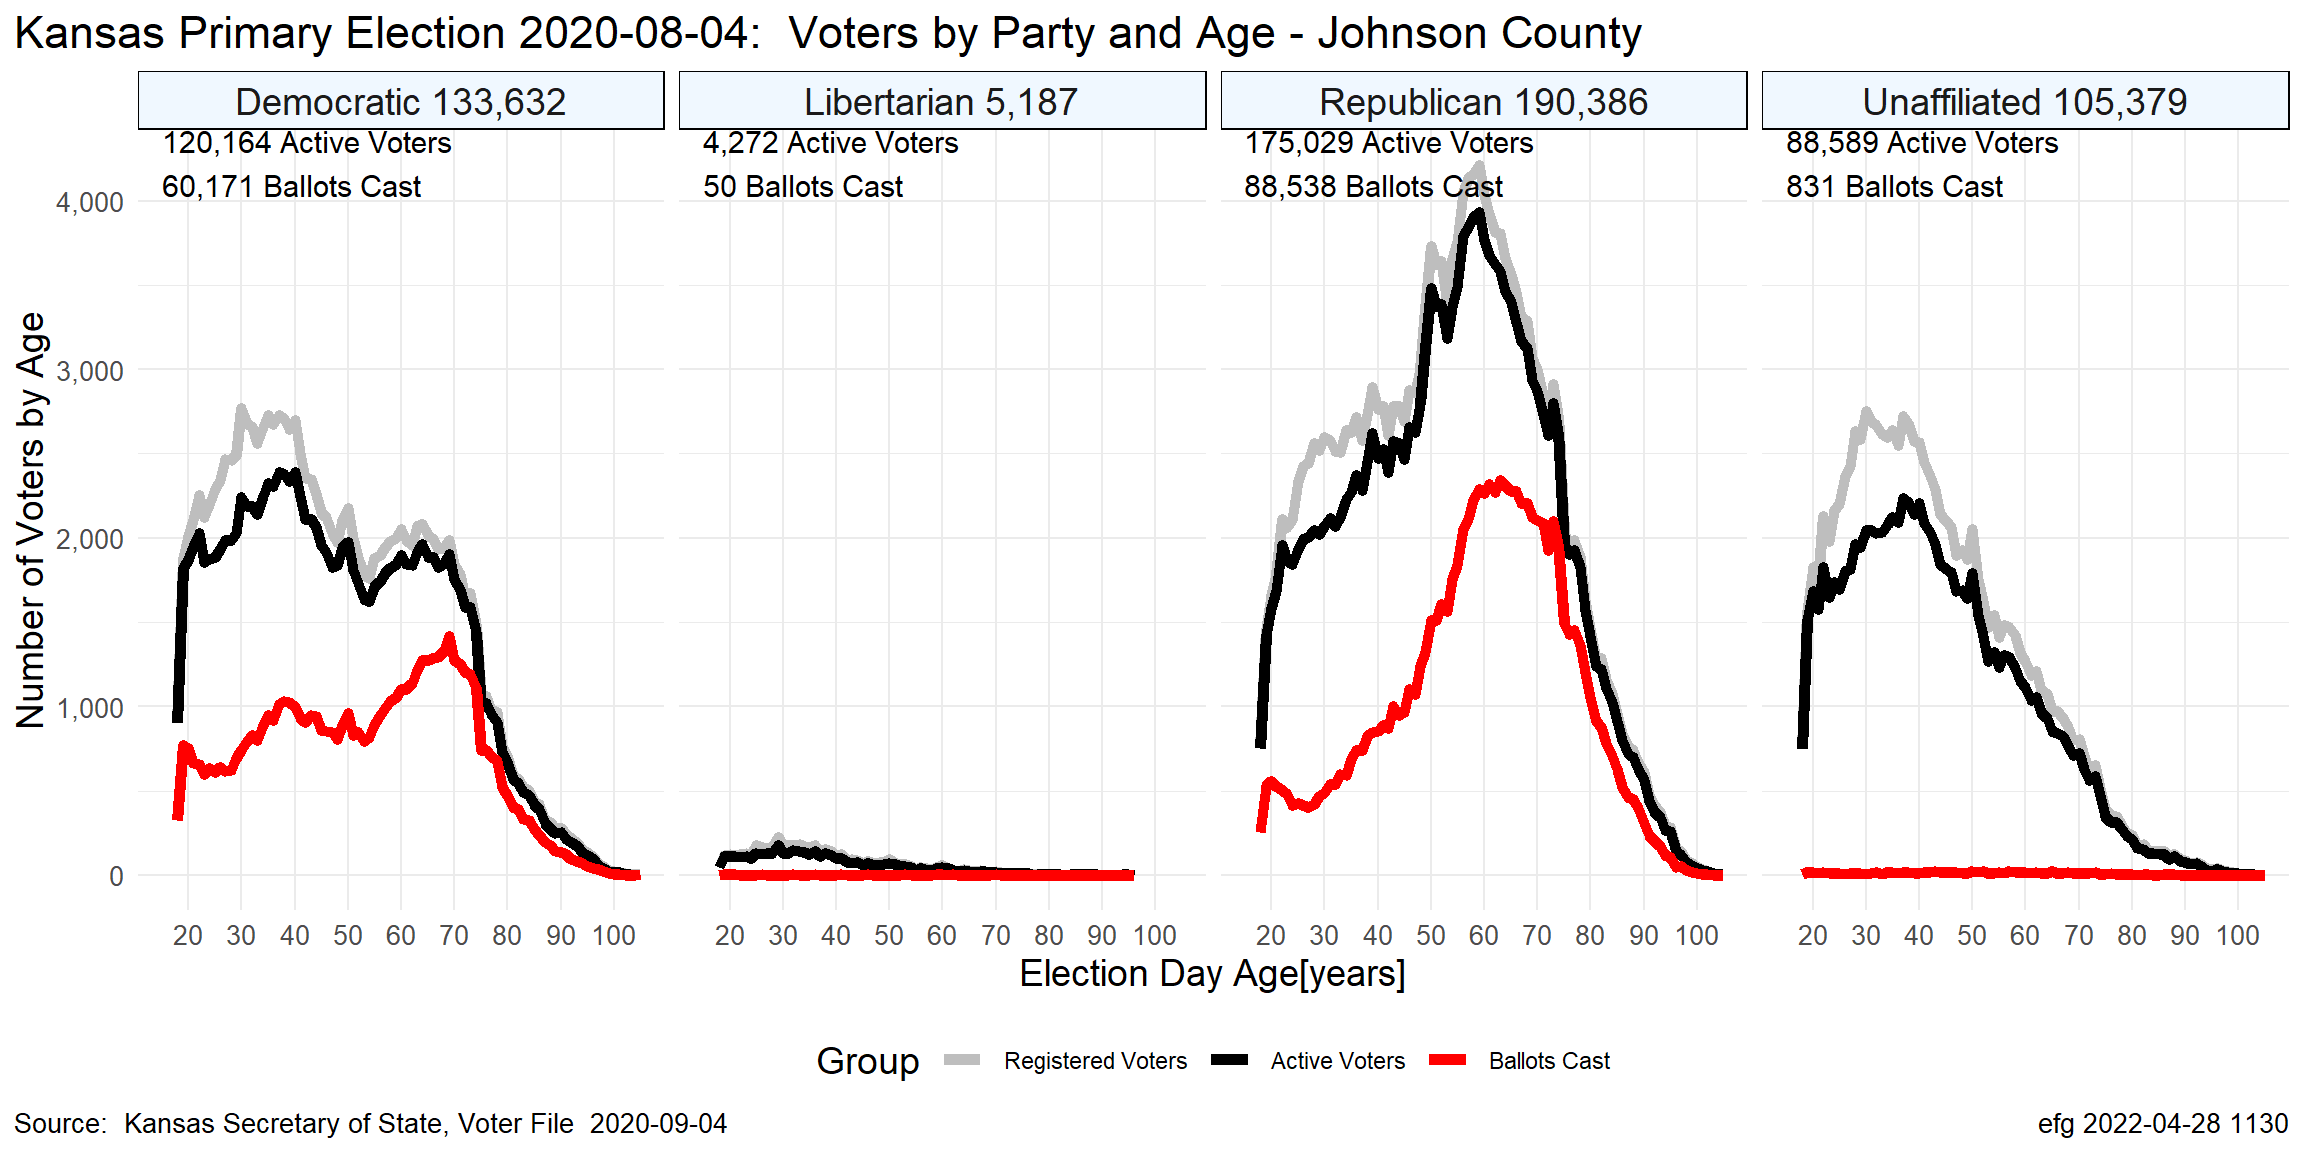 Kansas Primary Election 2020-08-04:  Voters by Party and Age - Johnson County
Democratic 133,632
Libertarian 5,187
Republican 190,386
Unaffiliated 105,379
120,164 Active Voters
60,171 Ballots Cast
4,272 Active Voters
50 Ballots Cast
175,029 Active Voters
88,538 Ballots Cast
88,589 Active Voters
831 Ballots Cast
Number of Voters by Age
4,000
3,000
2,000
1,000
0
20 30 40 50 60 70 80 90 100
20 30 40 50 60 70 80 90 100
20 30 40 50 60 70 80 90 100
20 30 40 50 60 70 80 90 100
Election Day Age[years]
Group Registered Voters Active Voters Ballots Cast
Source:  Kansas Secretary of State, Voter File  2020-09-04
efg 2022-04-28 1130